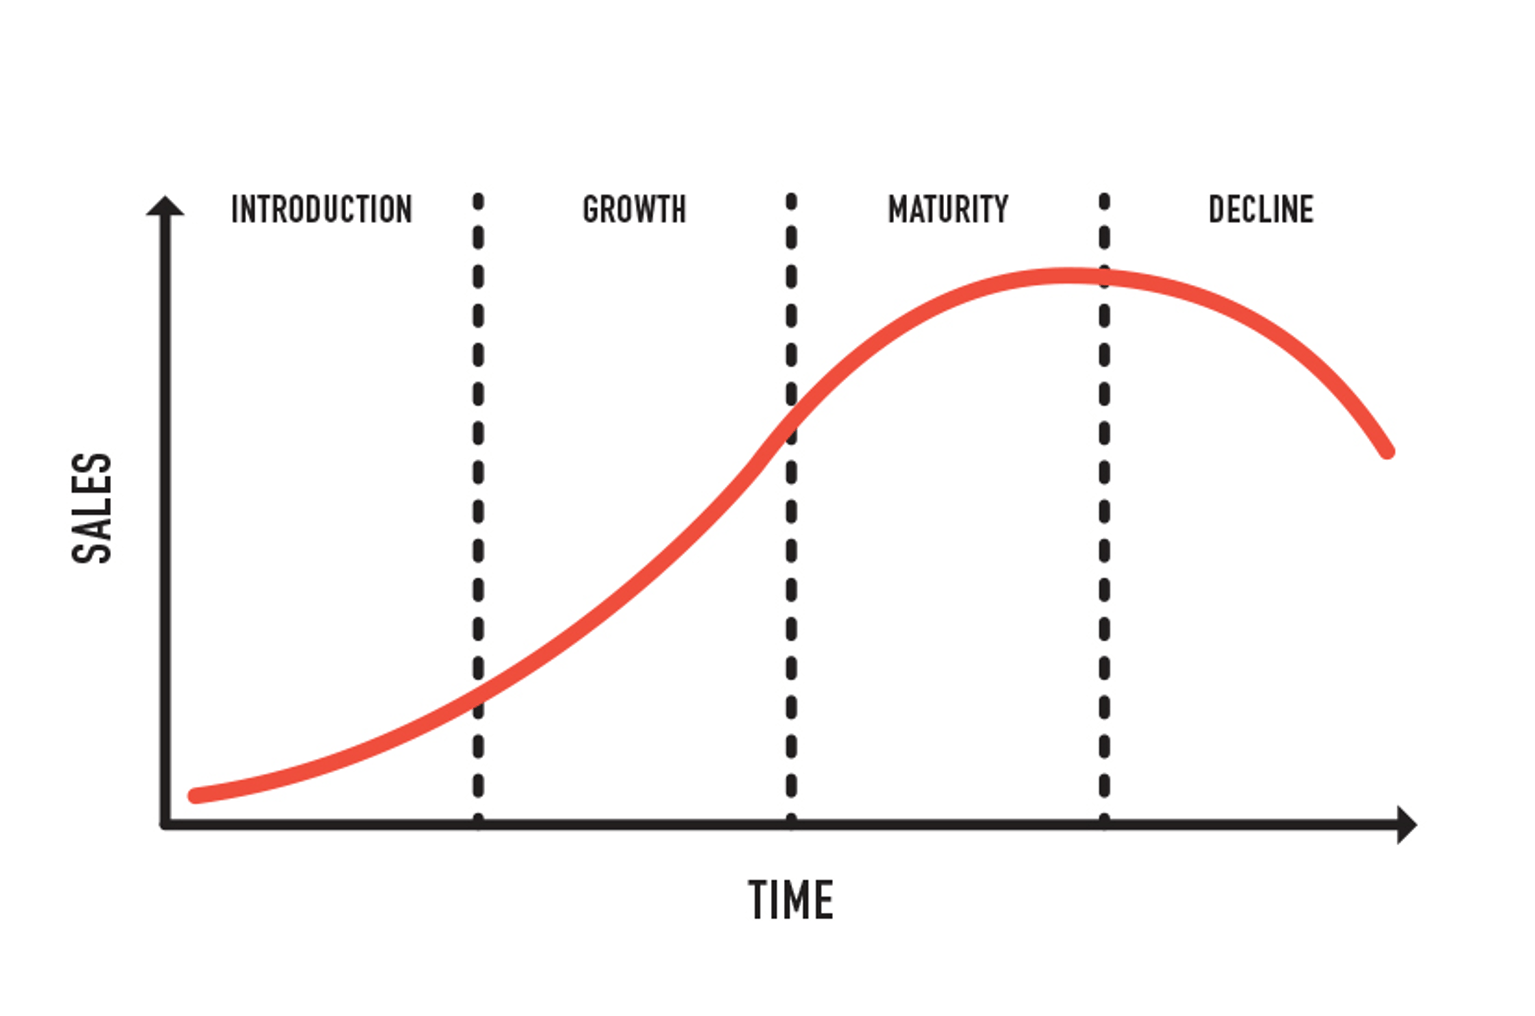 INTRODUCTION
GROWTH
MATURITY
DECLINE
SALES
TIME